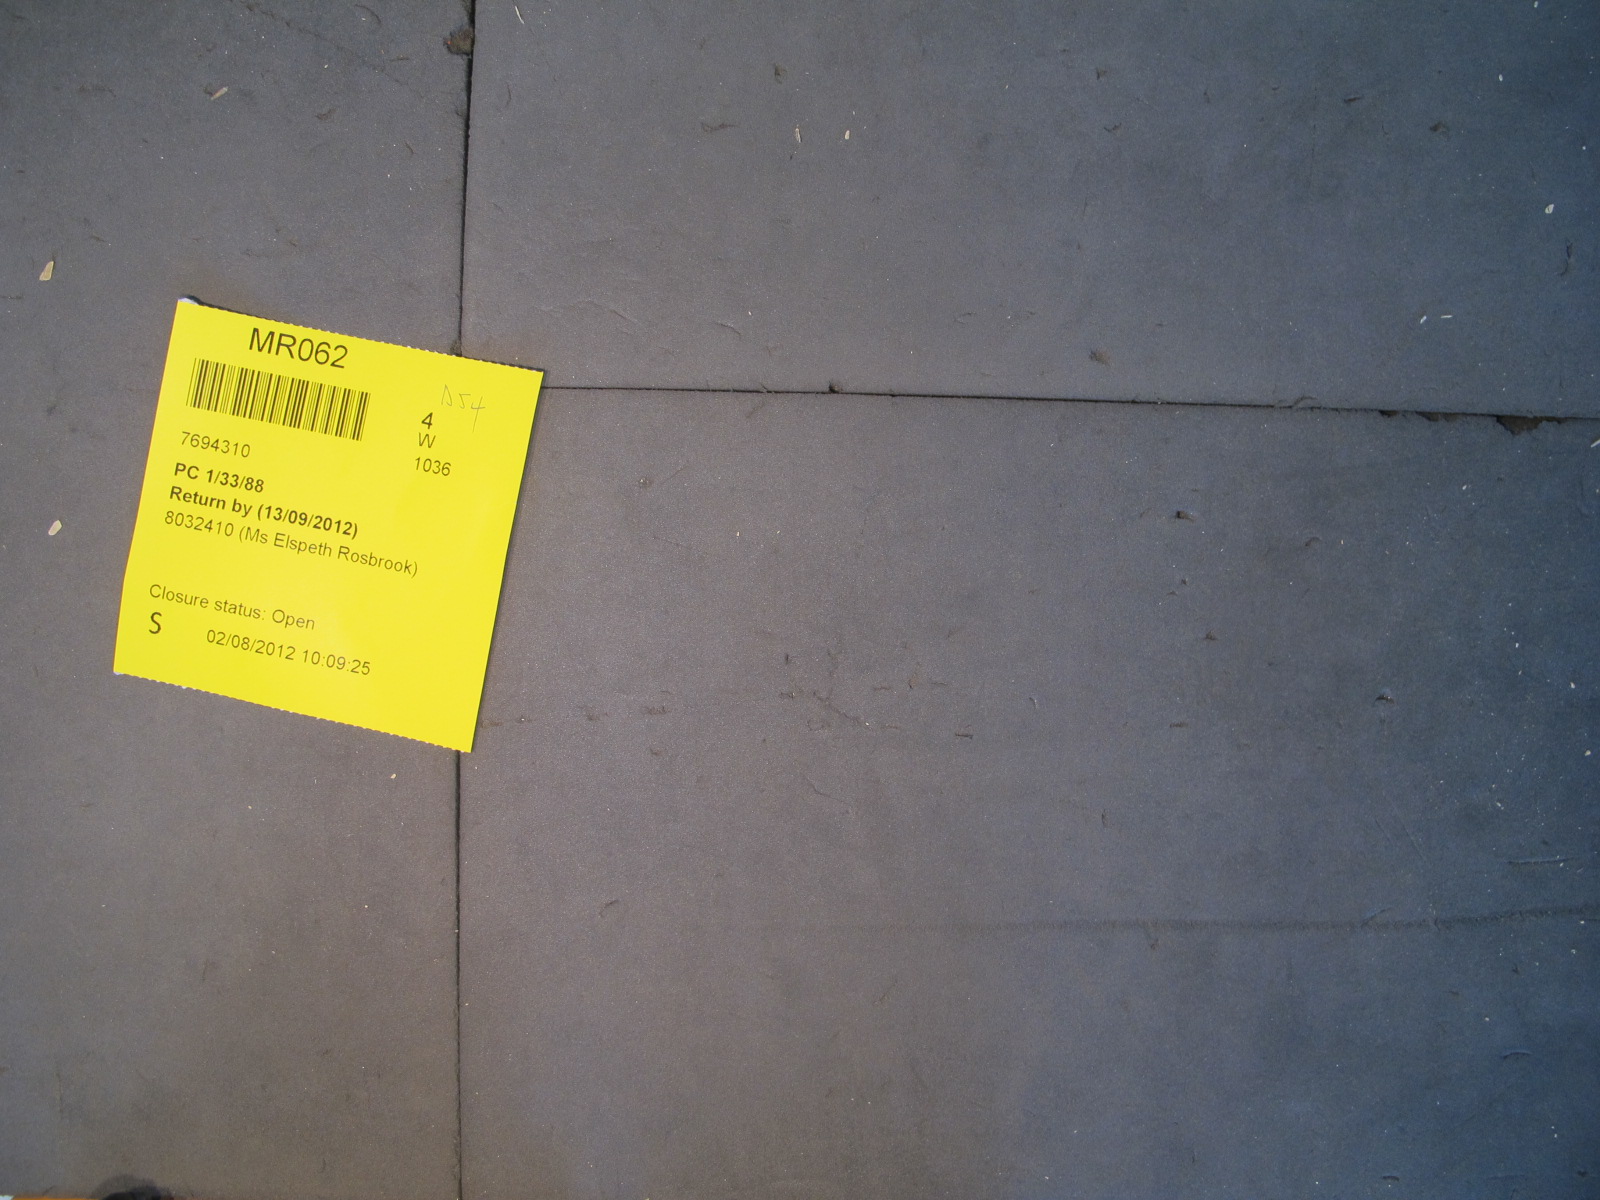 MR062
D54
4
W
1036
7694310
PC 1/33/88
Return by (13/09/2012)
8032410 (Ms Elspeth Rosbrook)
Closure status: Open
S 02/08/2012 10:09:25